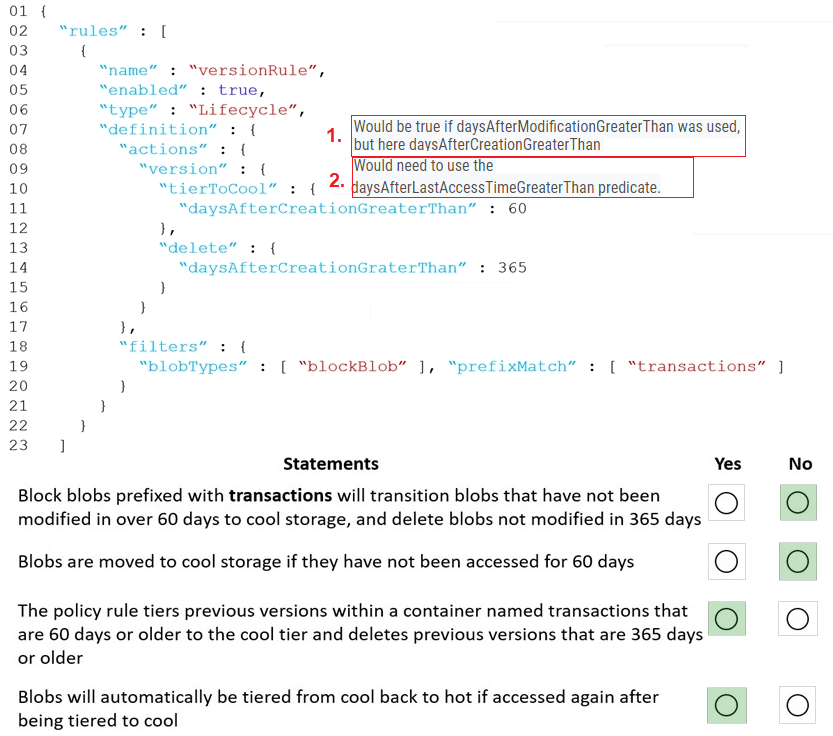 01 {
02 “rules” : [
03 {
04 “name” : “versionRule”,
05 “enabled” : true,
06 “type” : “Lifecycle”,
07 “definition” : {
08 “actions” : {
09 “version” : {
10 “tierToCool” : {
11 “daysAfterCreationGreaterThan” : 60
12 },
13 “delete” : {
14 “daysAfterCreationGraterThan” : 365
15 }
16 }
17 },
18 “filters” : {
19 “blobTypes” : [ “blockBlob” ], “prefixMatch” : [ “transactions” ]
20 }
21 }
22 }
23 ]
1. Would be true if daysAfterModificationGreaterThan was used,
but here daysAfterCreationGreaterThan
2. Would need to use the
daysAfterLastAccessTimeGreaterThan predicate.
Statements Yes No
Block blobs prefixed with transactions will transition blobs that have not been
modified in over 60 days to cool storage, and delete blobs not modified in 365 days
Blobs are moved to cool storage if they have not been accessed for 60 days
The policy rule tiers previous versions within a container named transactions that
are 60 days or older to the cool tier and deletes previous versions that are 365 days
or older
Blobs will automatically be tiered from cool back to hot if accessed again after
being tiered to cool